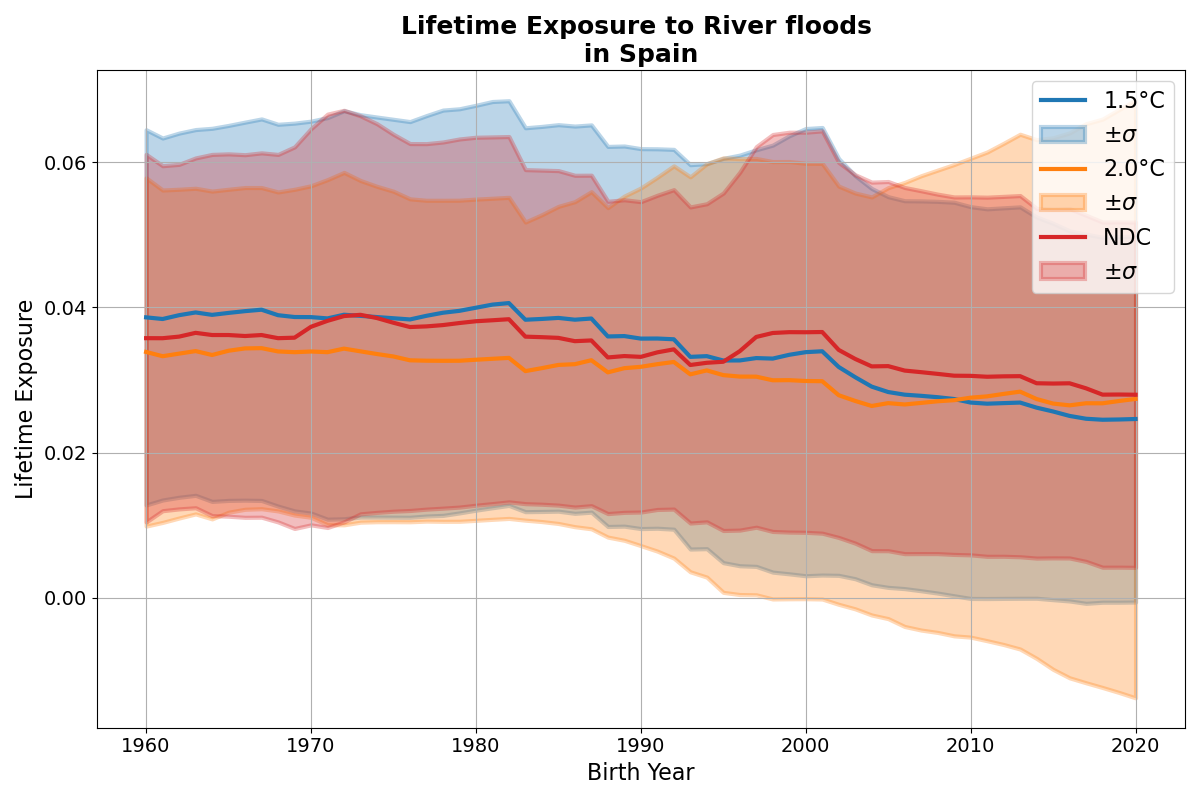 Lifetime Exposure to River floods
in Spain
1.5°C
±σ
2.0°C
±σ
NDC
±σ
Lifetime Exposure
0.06
0.04
0.02
0.00
1960 1970 1980 1990 2000 2010 2020
Birth Year